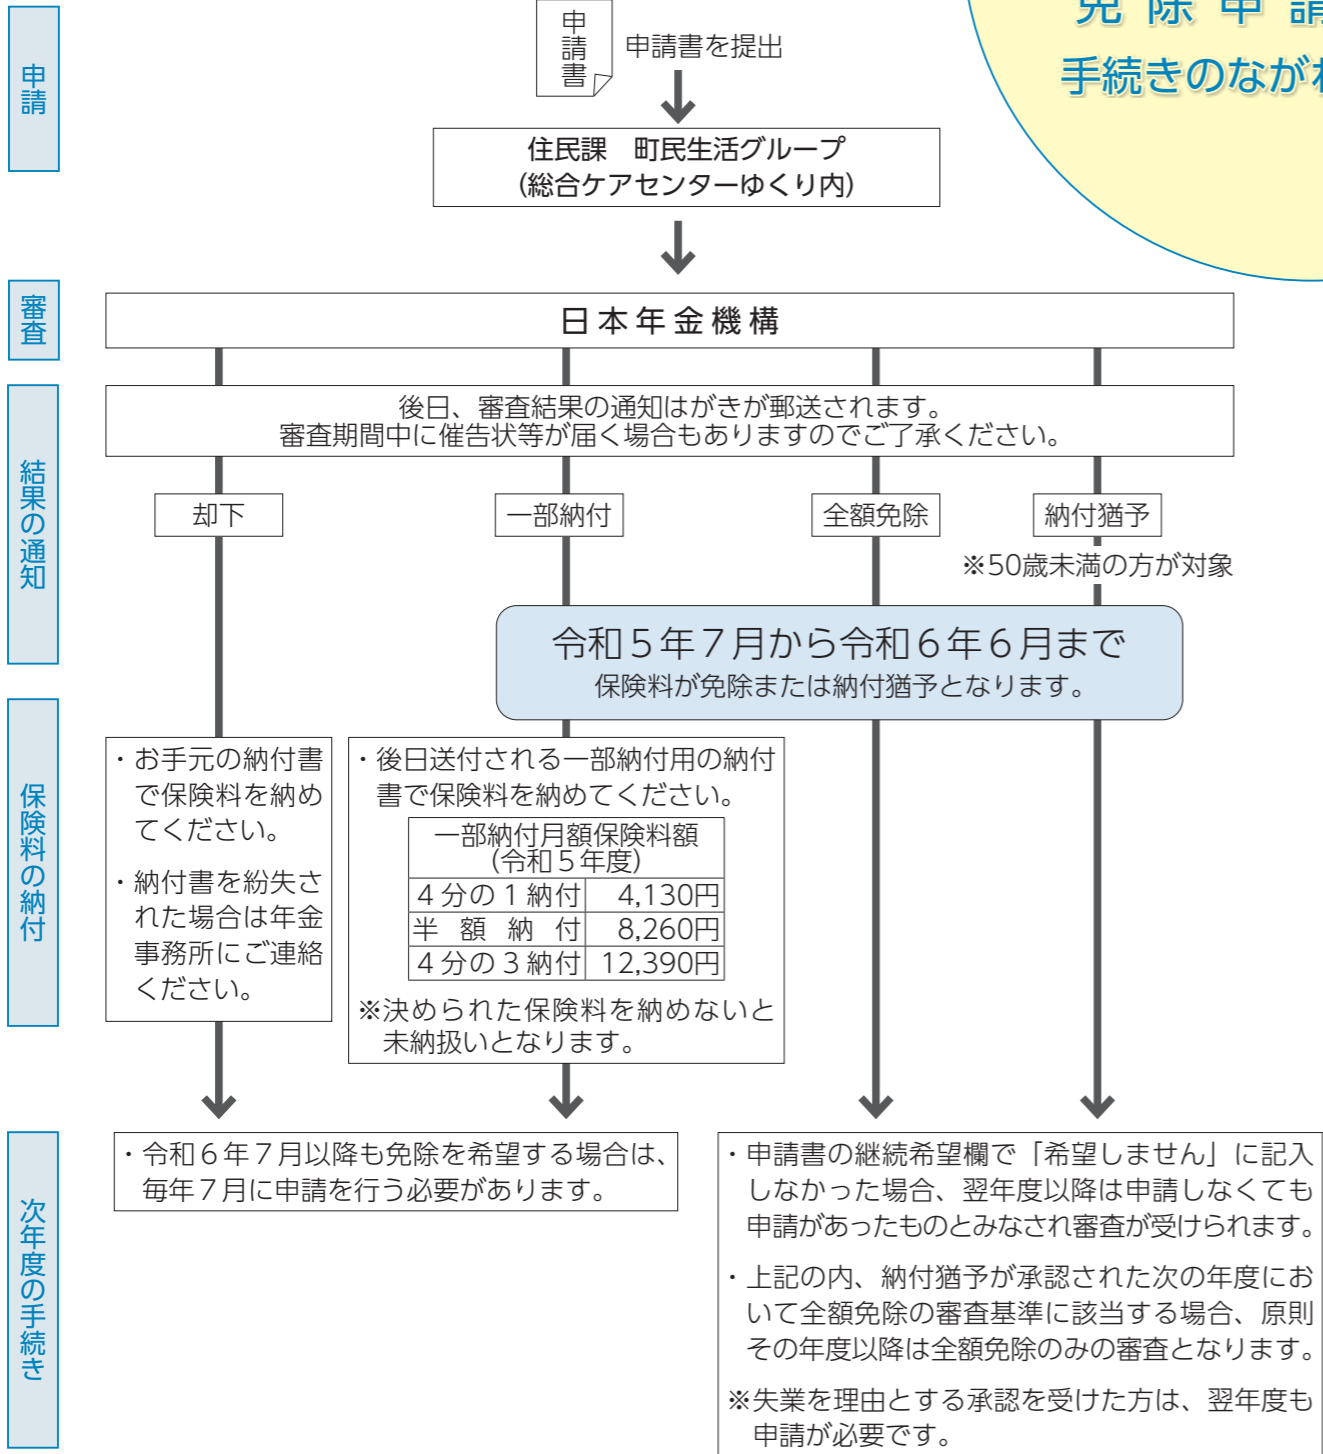 免除申請
手続きのながれ
申請
申請書
申請書を提出
住民課　町民生活グループ
（総合ケアセンターゆくり内）
審査
日本年金機構
結果の通知
後日、審査結果の通知はがきが郵送されます。
審査期間中に催告状等が届く場合もありますのでご了承ください。
却下
一部納付
全額免除
納付猶予
※50歳未満の方が対象
令和５年７月から令和６年６月まで
保険料が免除または納付猶予となります。
保険料の納付
・お手元の納付書
で保険料を納め
てください。
・納付書を紛失さ
れた場合は年金
事務所にご連絡
ください。
・後日送付される一部納付用の納付
書で保険料を納めてください。
一部納付月額保険料額
（令和５年度）
４分の１納付 4,130円
半額納付 8,260円
４分の３納付 12,390円
※決められた保険料を納めないと
未納扱いとなります。
次年度の手続き
・令和６年７月以降も免除を希望する場合は、
毎年７月に申請を行う必要があります。
・申請書の継続希望欄で「希望しません」に記入
しなかった場合、翌年度以降は申請しなくても
申請があったものとみなされ審査が受けられます。
・上記の内、納付猶予が承認された次の年度にお
いて全額免除の審査基準に該当する場合、原則
その年度以降は全額免除のみの審査となります。
※失業を理由とする承認を受けた方は、翌年度も
申請が必要です。